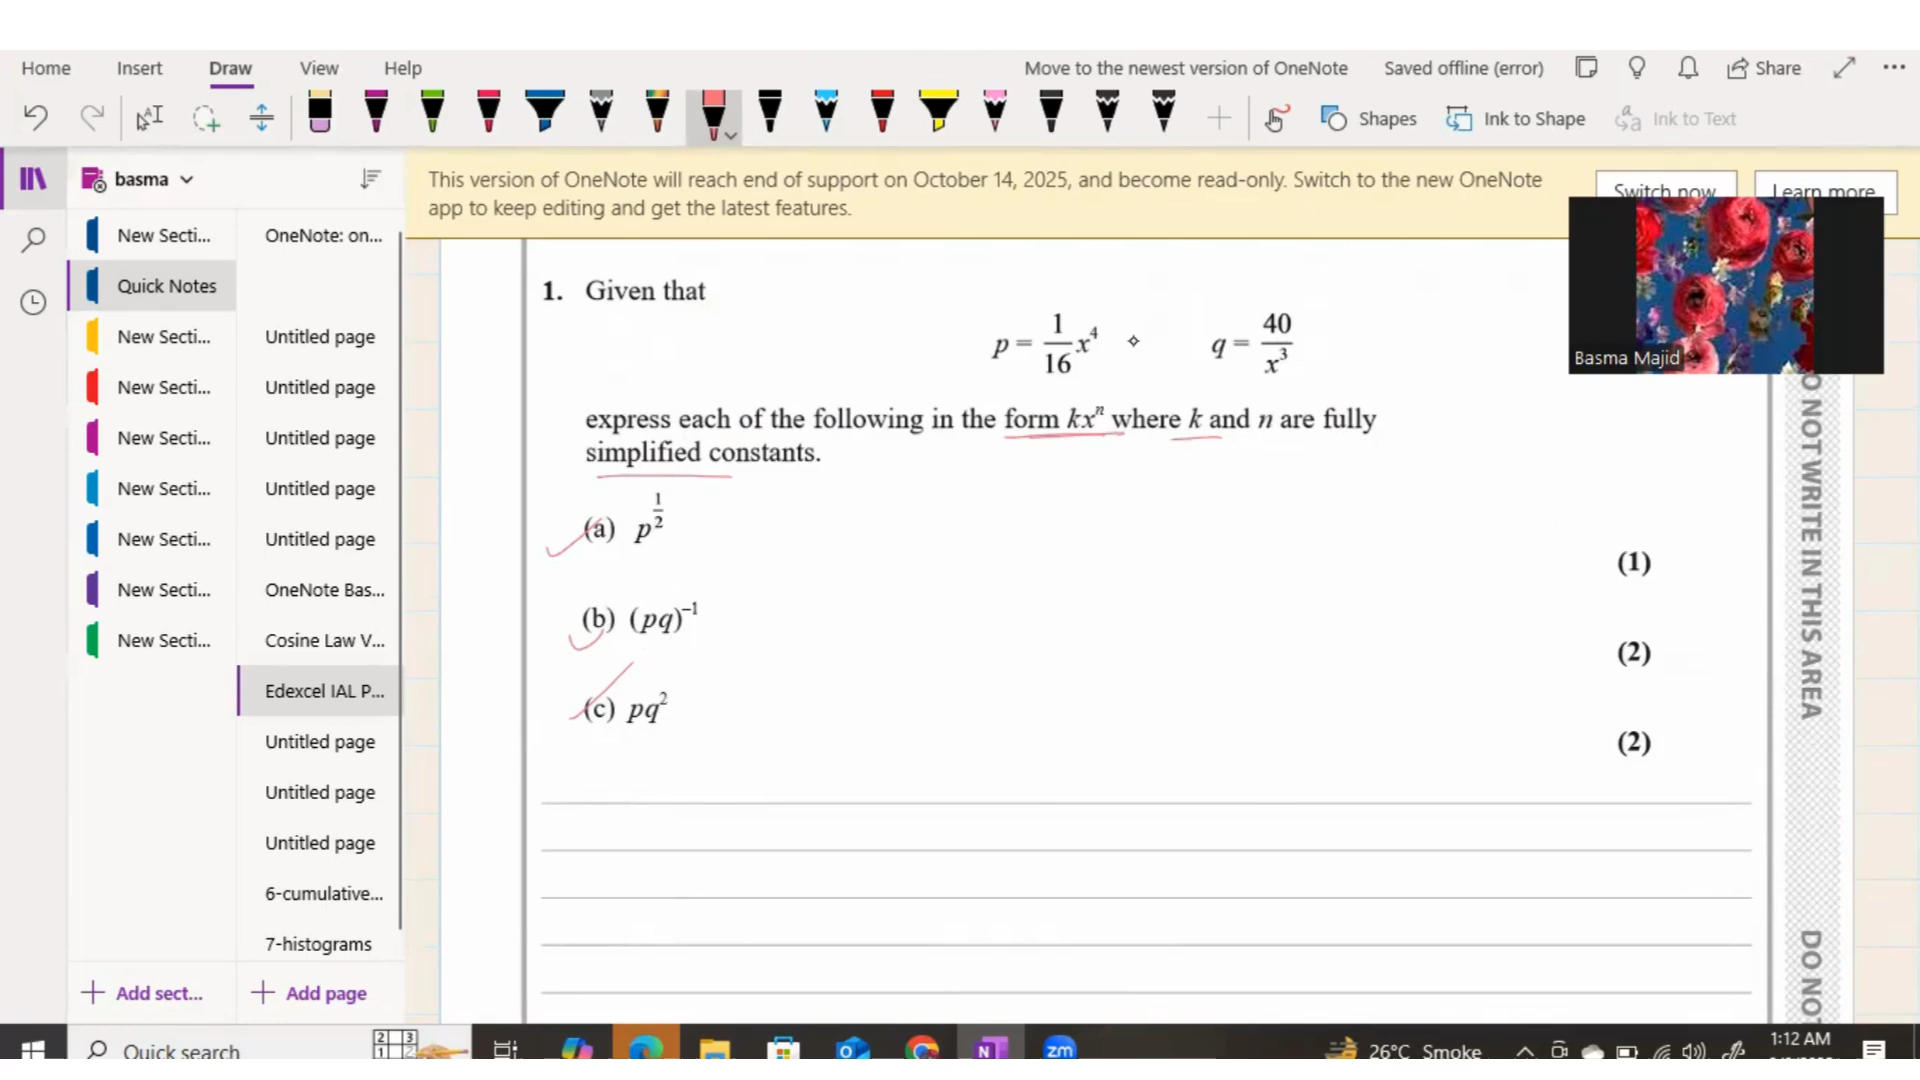 Home Insert Draw View Help Move to the newest version of OneNote Saved offline (error) Share
Shapes Ink to Shape Ink to Text
basma
This version of OneNote will reach end of support on October 14, 2025, and become read-only. Switch to the new OneNote
app to keep editing and get the latest features.
Switch now Learn more
New Secti...
Quick Notes
New Secti...
New Secti...
New Secti...
New Secti...
New Secti...
New Secti...
New Secti...
OneNote: on...
Untitled page
Untitled page
Untitled page
Untitled page
Untitled page
OneNote Bas...
Cosine Law V...
Edexcel IAL P...
Untitled page
Untitled page
Untitled page
6-cumulative...
7-histograms
Add sect... Add page
1. Given that
p = 1/16 x⁴ q = 40/x³
express each of the following in the form kxⁿ where k and n are fully
simplified constants.
(a) p^(1/2)
(1)
(b) (pq)⁻¹
(2)
(c) pq²
(2)
Basma Majid
O NOT WRITE IN THIS AREA
DO NO
Quick search
zm
26°C Smoke
1:12 AM